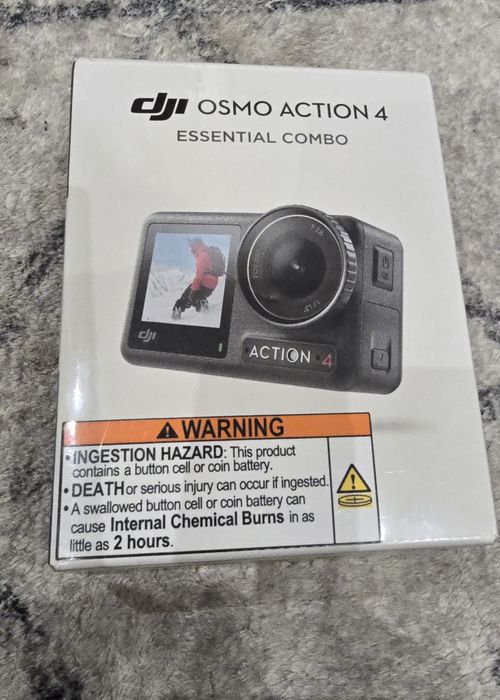 dji OSMO ACTION 4
ESSENTIAL COMBO
dji
ACTION 4
WARNING
•INGESTION HAZARD: This product
contains a button cell or coin battery.
•DEATH or serious injury can occur if ingested.
•A swallowed button cell or coin battery can
cause Internal Chemical Burns in as
little as 2 hours.